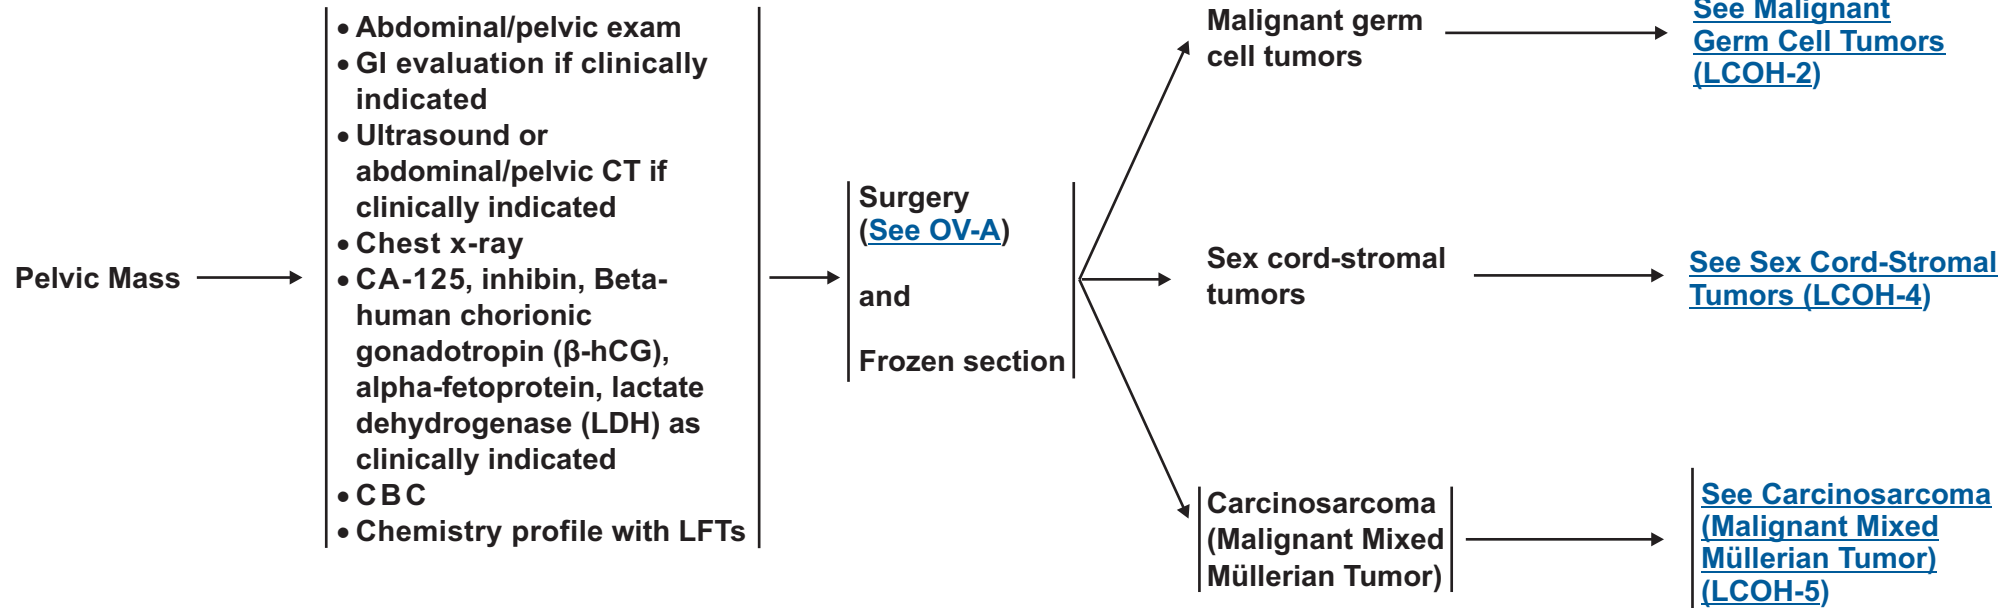 Pelvic Mass
• Abdominal/pelvic exam
• GI evaluation if clinically
indicated
• Ultrasound or
abdominal/pelvic CT if
clinically indicated
• Chest x-ray
• CA-125, inhibin, Beta-
human chorionic
gonadotropin (β-hCG),
alpha-fetoprotein, lactate
dehydrogenase (LDH) as
clinically indicated
• CBC
• Chemistry profile with LFTs
Surgery
(See OV-A)
and
Frozen section
Malignant germ
cell tumors
See Malignant
Germ Cell Tumors
(LCOH-2)
Sex cord-stromal
tumors
See Sex Cord-Stromal
Tumors (LCOH-4)
Carcinosarcoma
(Malignant Mixed
Müllerian Tumor)
See Carcinosarcoma
(Malignant Mixed
Müllerian Tumor)
(LCOH-5)